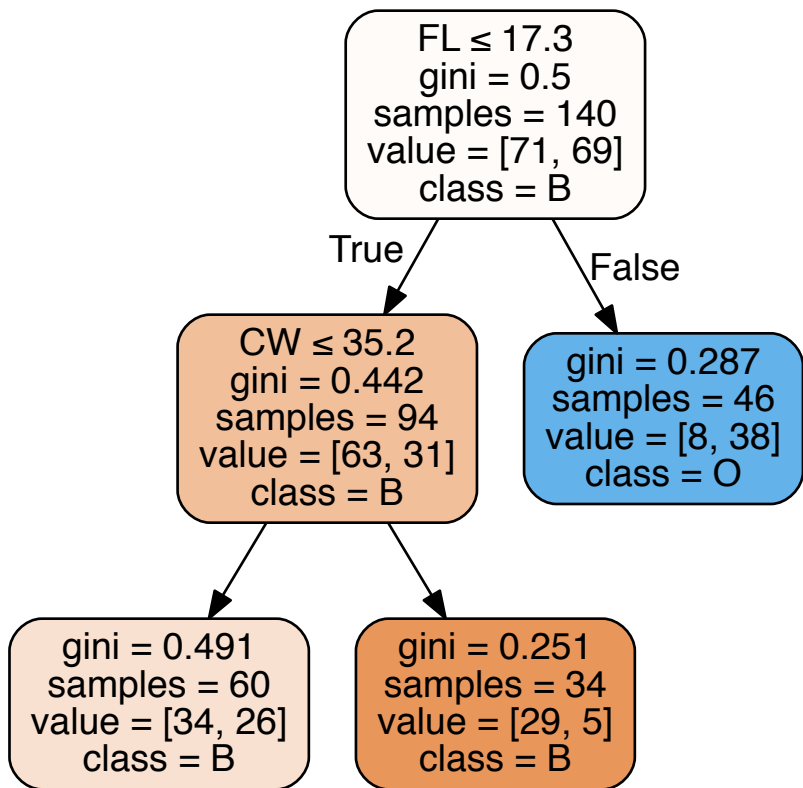 FL ≤ 17.3
gini = 0.5
samples = 140
value = [71, 69]
class = B
True
False
CW ≤ 35.2
gini = 0.442
samples = 94
value = [63, 31]
class = B
gini = 0.287
samples = 46
value = [8, 38]
class = O
gini = 0.491
samples = 60
value = [34, 26]
class = B
gini = 0.251
samples = 34
value = [29, 5]
class = B